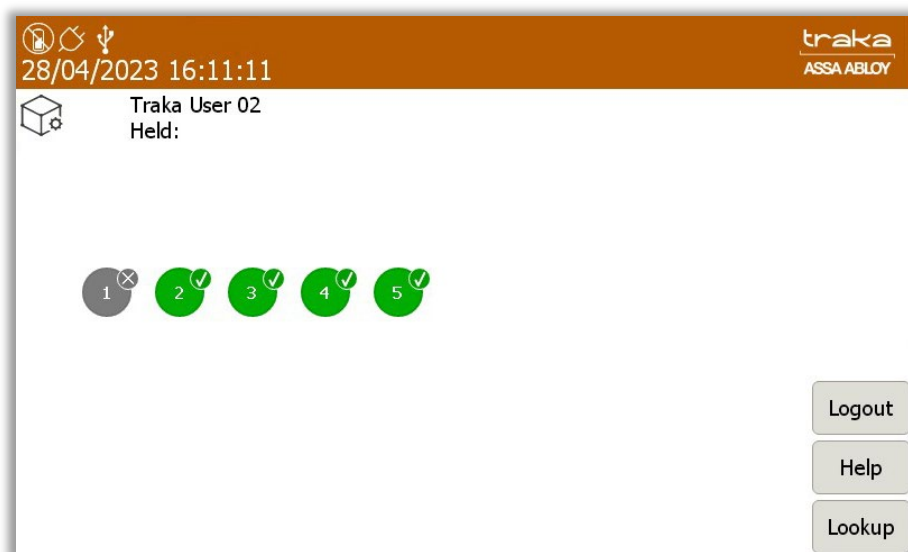 traka
28/04/2023 16:11:11
ASSA ABLOY
Traka User 02
Held:
1 2 3 4 5
Logout
Help
Lookup